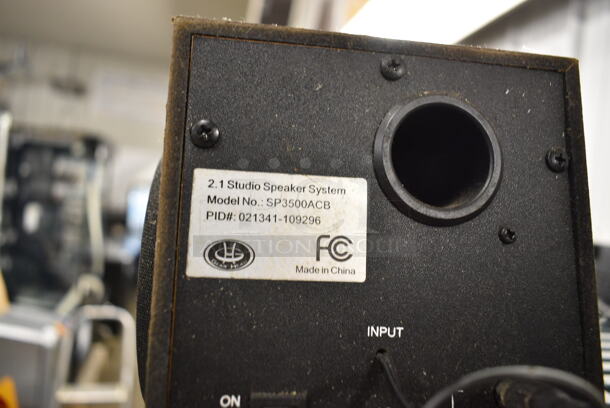 2.1 Studio Speaker System
Model No.: SP3500ACB
PID#: 021341-109296
FC
Made in China
INPUT
ON